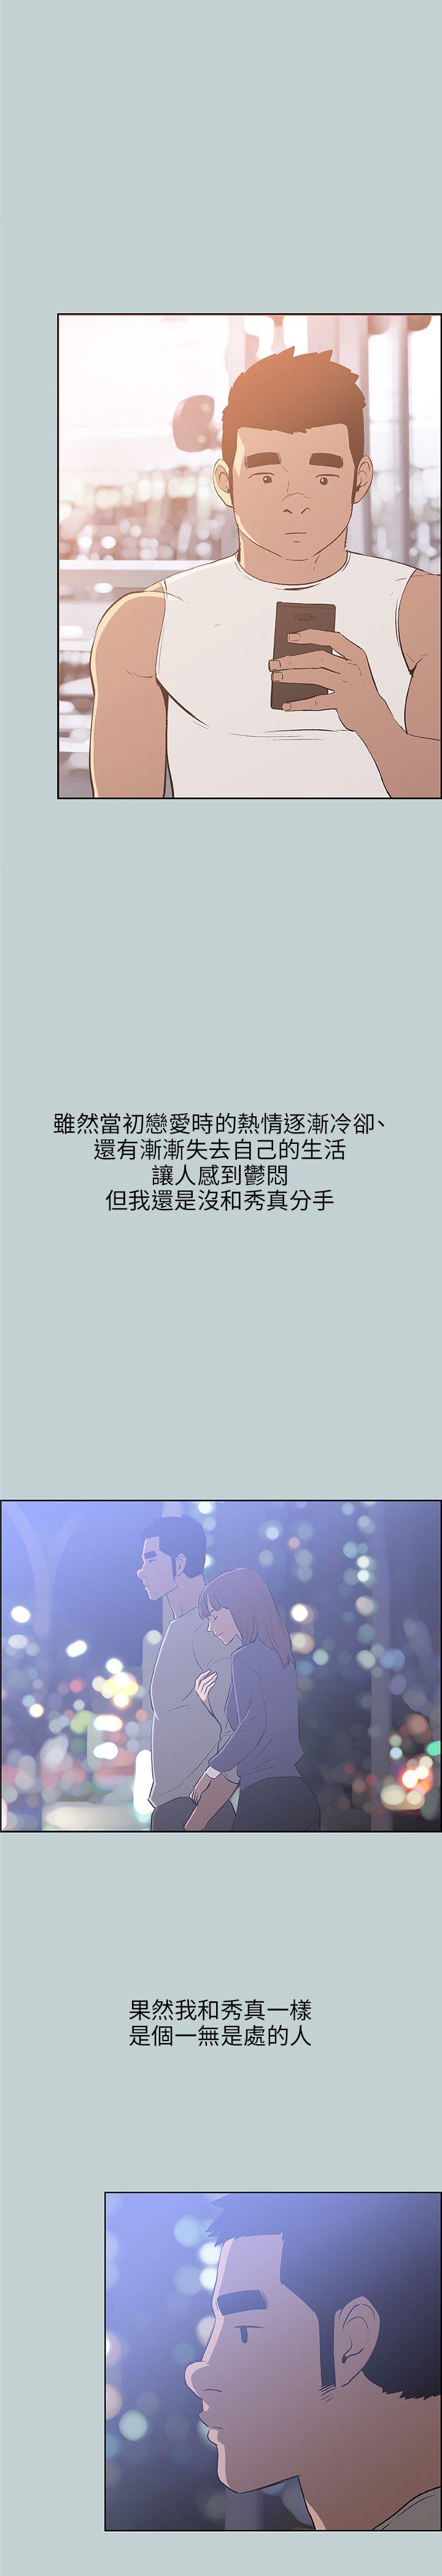 雖然當初戀愛時的熱情逐漸冷卻、
還有漸漸失去自己的生活
讓人感到鬱悶
但我還是沒和秀真分手
果然我和秀真一樣
是個一無是處的人